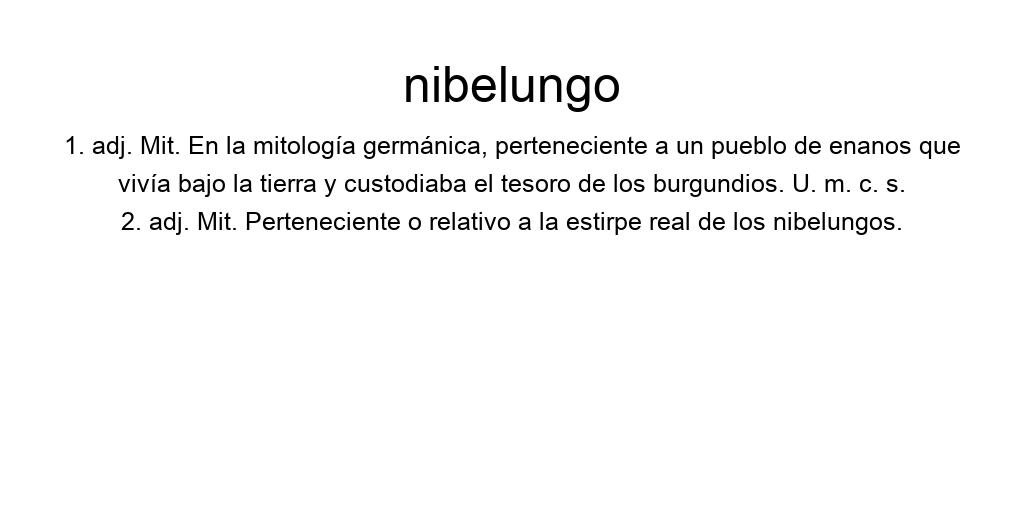 nibelungo
1. adj. Mit. En la mitología germánica, perteneciente a un pueblo de enanos que
vivía bajo la tierra y custodiaba el tesoro de los burgundios. U. m. c. s.
2. adj. Mit. Perteneciente o relativo a la estirpe real de los nibelungos.